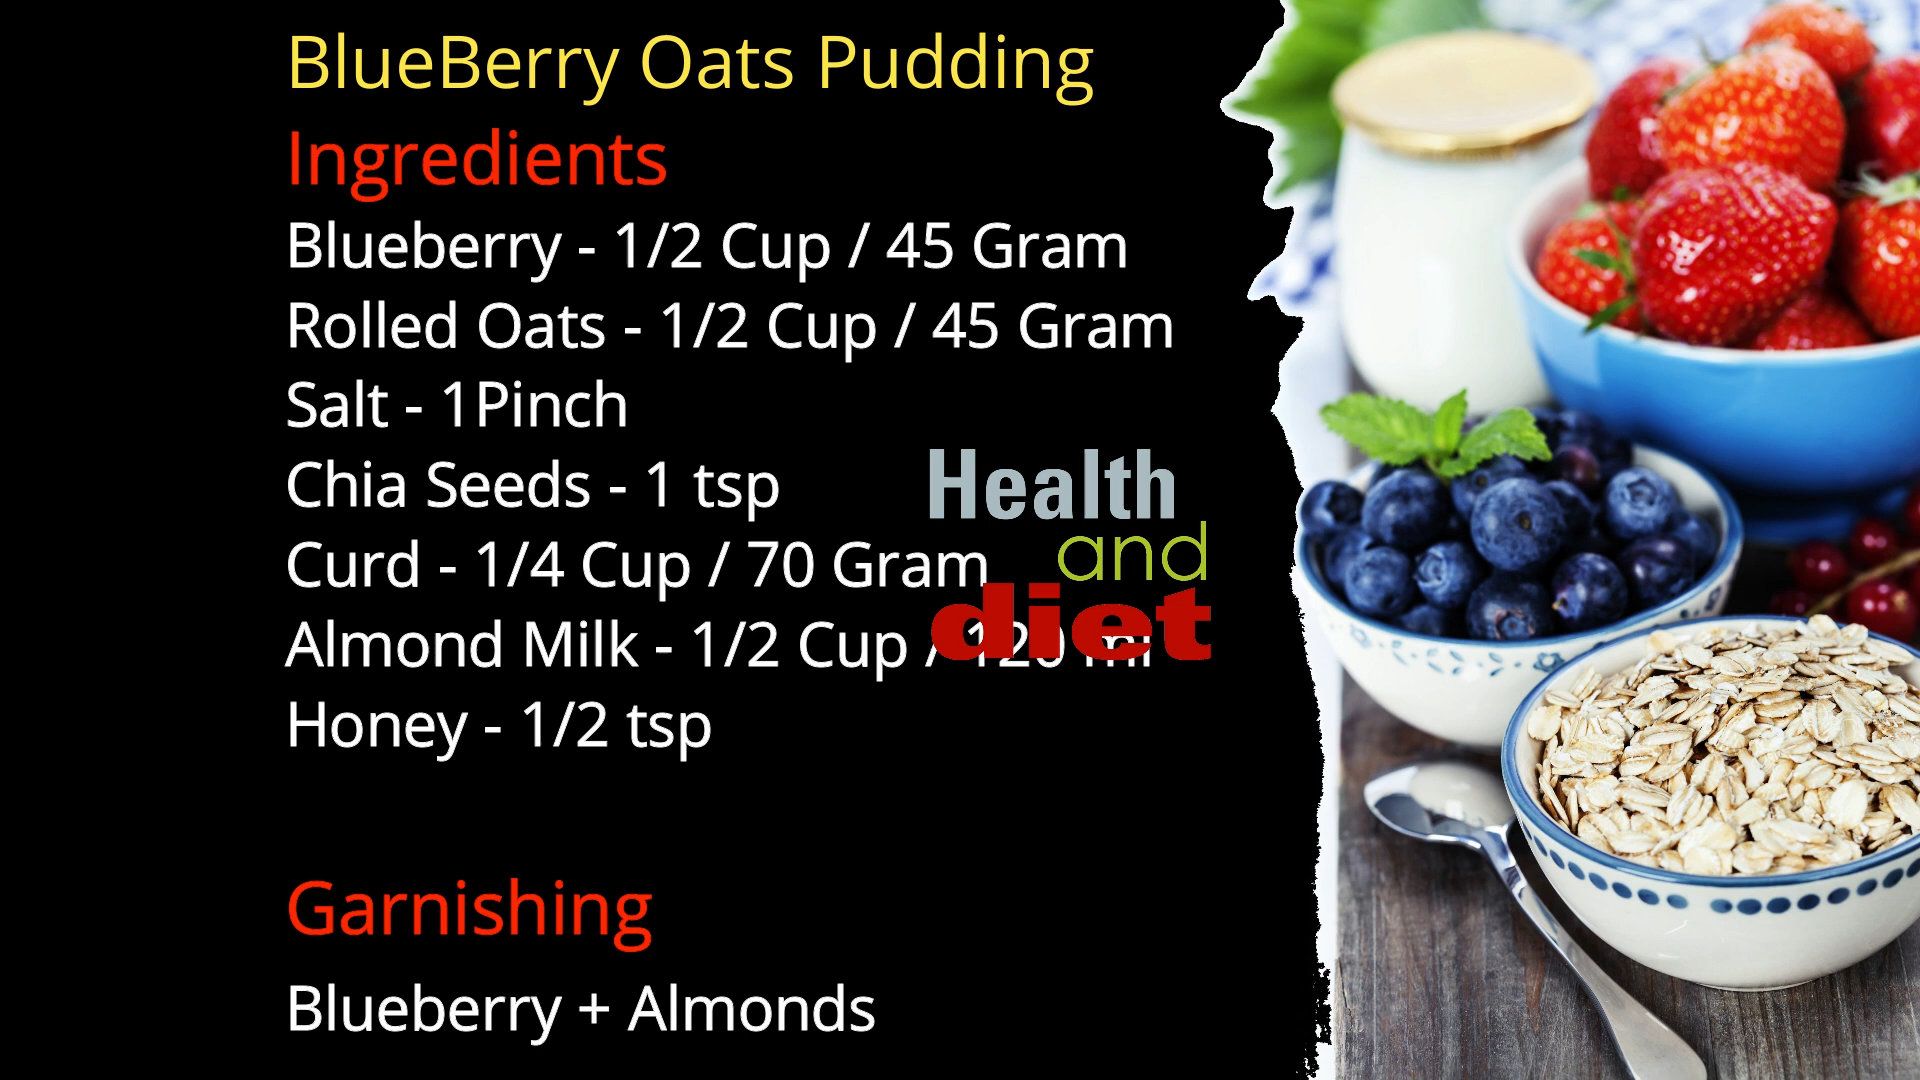 BlueBerry Oats Pudding
Ingredients
Blueberry - 1/2 Cup / 45 Gram
Rolled Oats - 1/2 Cup / 45 Gram
Salt - 1Pinch
Chia Seeds - 1 tsp
Curd - 1/4 Cup / 70 Gram
Almond Milk - 1/2 Cup / 120 ml
Honey - 1/2 tsp
Health
and
diet
Garnishing
Blueberry + Almonds